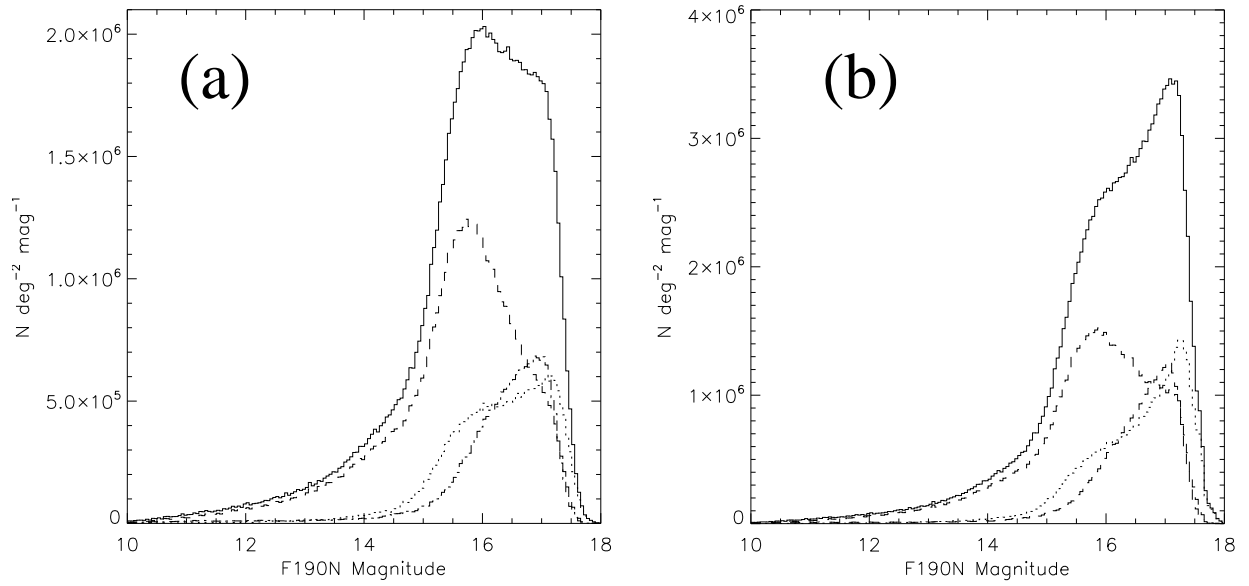 (a)
N deg⁻² mag⁻¹
2.0×10⁶
1.5×10⁶
1.0×10⁶
5.0×10⁵
0
10 12 14 16 18
F190N Magnitude
(b)
N deg⁻² mag⁻¹
4×10⁶
3×10⁶
2×10⁶
1×10⁶
0
10 12 14 16 18
F190N Magnitude